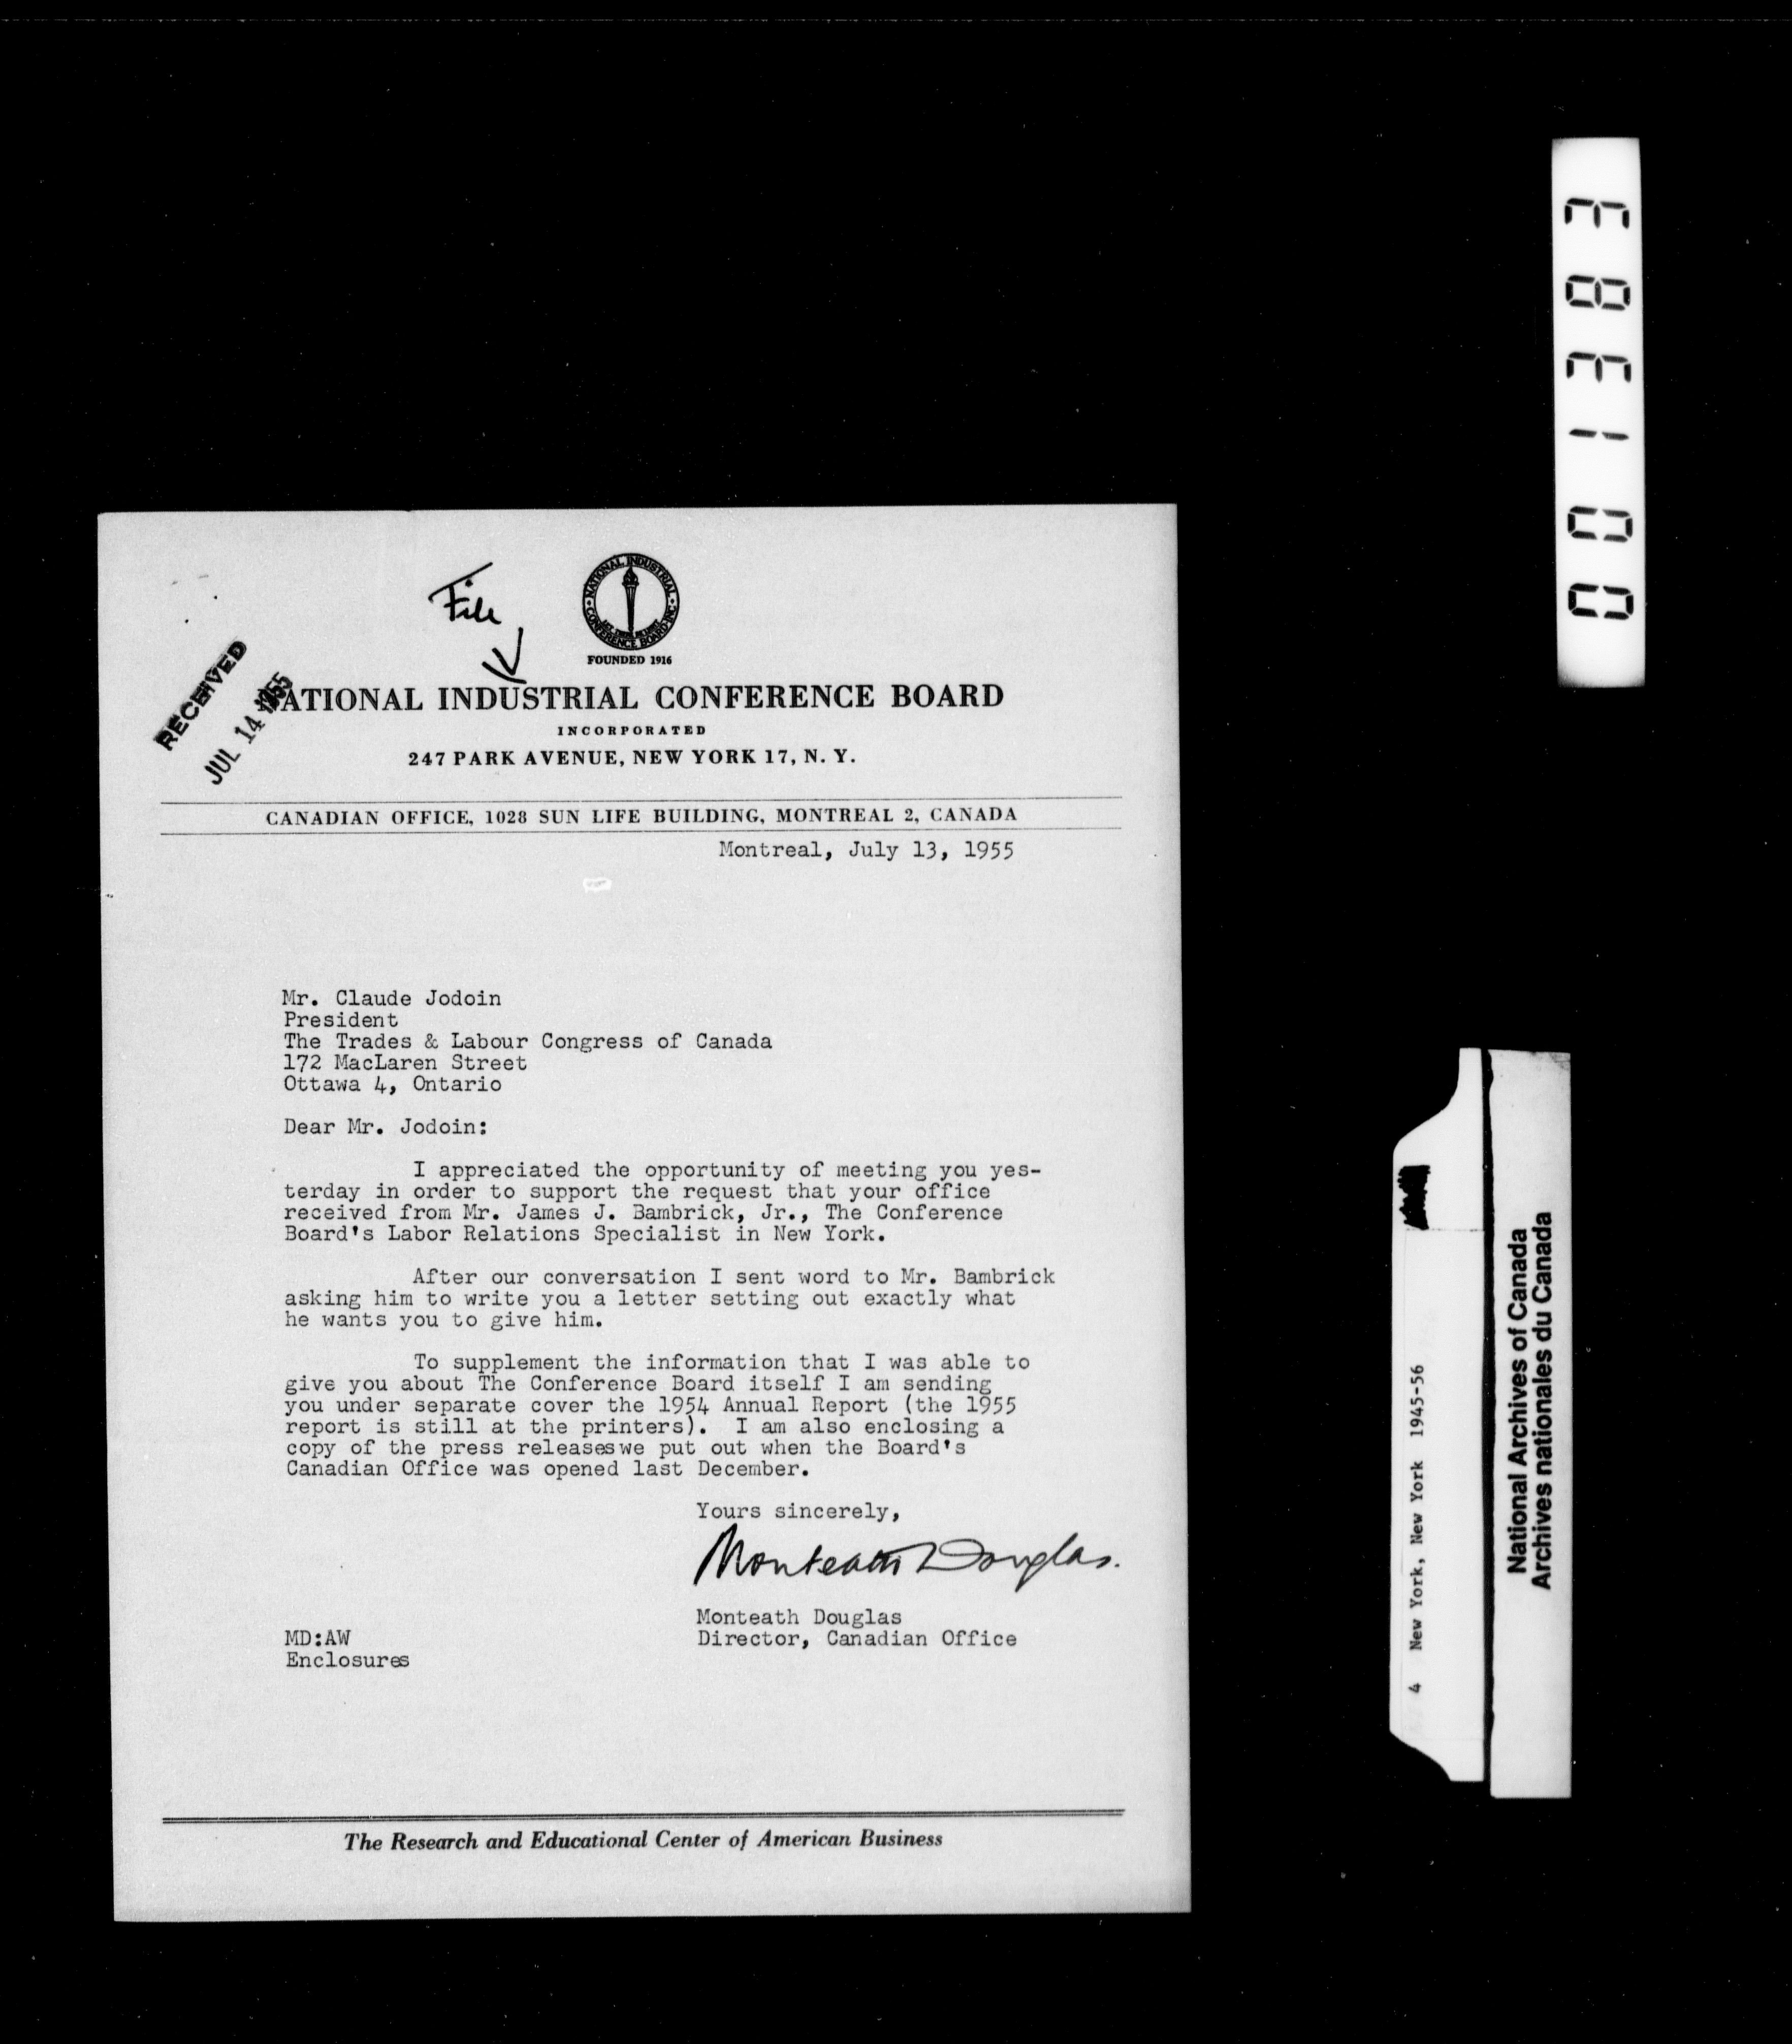 File
NATIONAL INDUSTRIAL
CONFERENCE BOARD · INC
FOUNDED 1916
RECEIVED
JUL 14 1955
NATIONAL INDUSTRIAL CONFERENCE BOARD
INCORPORATED
247 PARK AVENUE, NEW YORK 17, N. Y.
CANADIAN OFFICE, 1028 SUN LIFE BUILDING, MONTREAL 2, CANADA
Montreal, July 13, 1955
Mr. Claude Jodoin
President
The Trades & Labour Congress of Canada
172 MacLaren Street
Ottawa 4, Ontario
Dear Mr. Jodoin:
I appreciated the opportunity of meeting you yes-
terday in order to support the request that your office
received from Mr. James J. Bambrick, Jr., The Conference
Board's Labor Relations Specialist in New York.
After our conversation I sent word to Mr. Bambrick
asking him to write you a letter setting out exactly what
he wants you to give him.
To supplement the information that I was able to
give you about The Conference Board itself I am sending
you under separate cover the 1954 Annual Report (the 1955
report is still at the printers). I am also enclosing a
copy of the press releases we put out when the Board's
Canadian Office was opened last December.
Yours sincerely,
Monteath Douglas.
Monteath Douglas
Director, Canadian Office
MD:AW
Enclosures
The Research and Educational Center of American Business
001383
4 New York, New York 1945-56
National Archives of Canada
Archives nationales du Canada